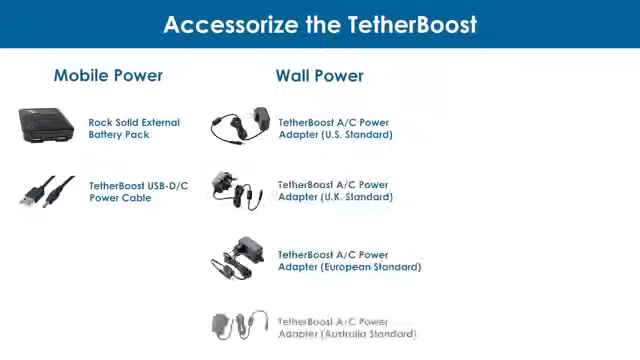 Accessorize the TetherBoost
Mobile Power
Rock Solid External
Battery Pack
TetherBoost USB-D/C
Power Cable
Wall Power
TetherBoost A/C Power
Adapter (U.S. Standard)
TetherBoost A/C Power
Adapter (U.K. Standard)
TetherBoost A/C Power
Adapter (European Standard)
TetherBoost A/C Power
Adapter (Australia Standard)